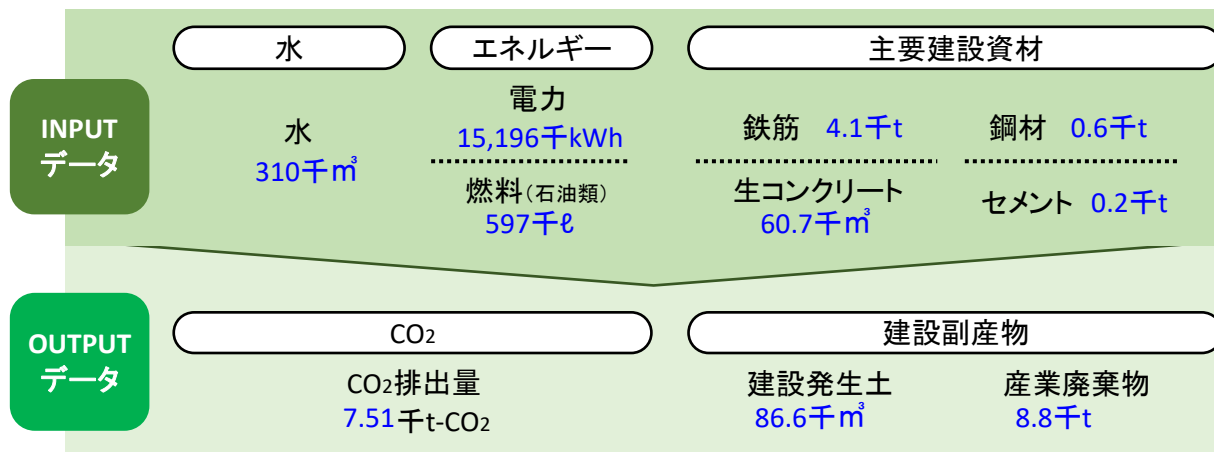 水
エネルギー
主要建設資材
INPUT
データ
水
310千㎥
電力
15,196千kWh
燃料(石油類)
597千ℓ
鉄筋 4.1千t
生コンクリート
60.7千㎥
鋼材 0.6千t
セメント 0.2千t
OUTPUT
データ
CO2
建設副産物
CO2排出量
7.51千t-CO2
建設発生土
86.6千㎥
産業廃棄物
8.8千t